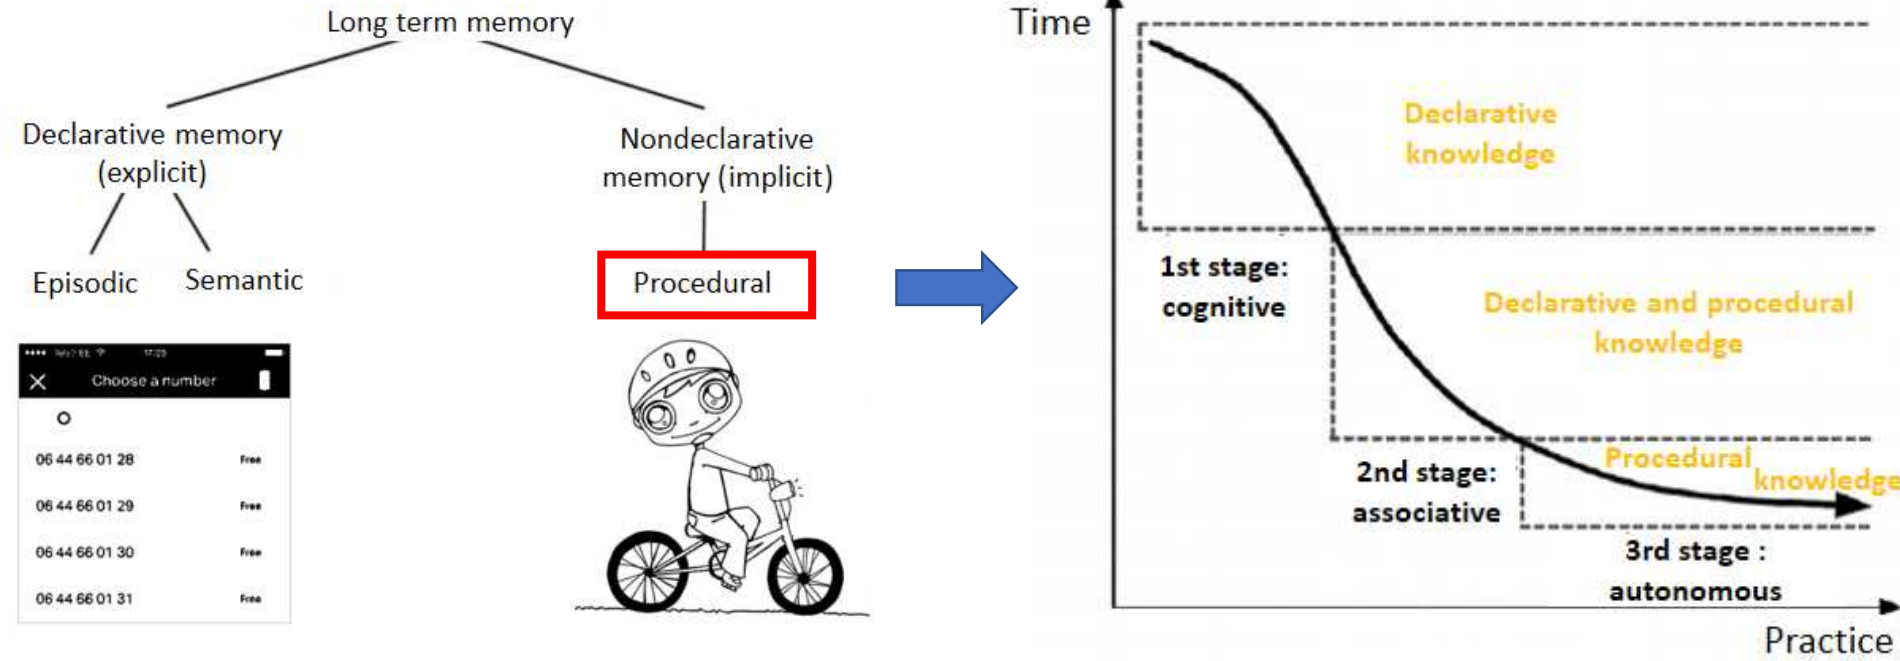 Long term memory
Declarative memory
(explicit)
Nondeclarative
memory (implicit)
Episodic
Semantic
Procedural
17:23
Choose a number
06 44 66 01 28 Free
06 44 66 01 29 Free
06 44 66 01 30 Free
06 44 66 01 31 Free
Time
Declarative
knowledge
1st stage:
cognitive
Declarative and procedural
knowledge
2nd stage:
associative
Procedural
knowledge
3rd stage :
autonomous
Practice